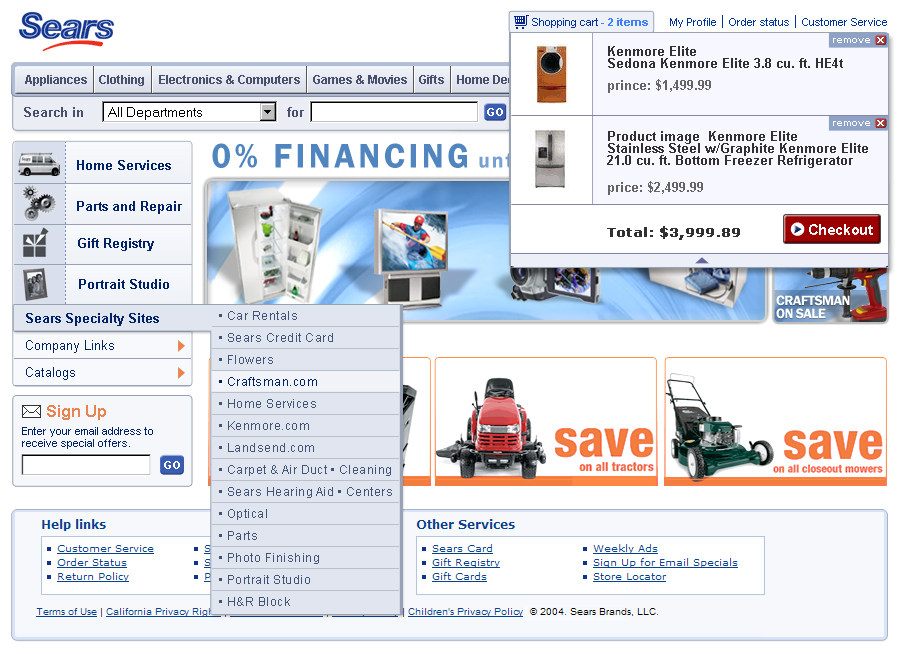 Sears
Shopping cart - 2 items
My Profile | Order status | Customer Service
remove
Kenmore Elite
Sedona Kenmore Elite 3.8 cu. ft. HE4t
prince: $1,499.99
remove
Product image Kenmore Elite
Stainless Steel w/Graphite Kenmore Elite
21.0 cu. ft. Bottom Freezer Refrigerator
price: $2,499.99
Total: $3,999.89
Checkout
Appliances
Clothing
Electronics & Computers
Games & Movies
Gifts
Home De
Search in
All Departments
for
GO
Home Services
Parts and Repair
Gift Registry
Portrait Studio
Sears Specialty Sites
Company Links
Catalogs
0% FINANCING unt
CRAFTSMAN
ON SALE
• Car Rentals
• Sears Credit Card
• Flowers
• Craftsman.com
• Home Services
• Kenmore.com
• Landsend.com
• Carpet & Air Duct • Cleaning
• Sears Hearing Aid • Centers
• Optical
• Parts
• Photo Finishing
• Portrait Studio
• H&R Block
Sign Up
Enter your email address to
receive special offers.
GO
save
on all tractors
save
on all closeout mowers
Help links
Customer Service
Order Status
Return Policy
S
S
P
Other Services
Sears Card
Gift Registry
Gift Cards
Weekly Ads
Sign Up for Email Specials
Store Locator
Terms of Use | California Privacy Righ
| Children's Privacy Policy © 2004. Sears Brands, LLC.